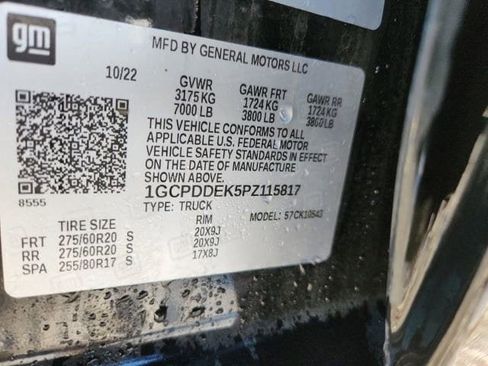 gm
MFD BY GENERAL MOTORS LLC
10/22 GVWR GAWR FRT GAWR RR
3175 KG 1724 KG 1724 KG
7000 LB 3800 LB 3800 LB
THIS VEHICLE CONFORMS TO ALL
APPLICABLE U.S. FEDERAL MOTOR
VEHICLE SAFETY STANDARDS IN EFFECT
ON THE DATE OF MANUFACTURE
SHOWN ABOVE.
8555
1GCPDDEK5PZ115817
TYPE: TRUCK MODEL: 57CK10543
TIRE SIZE RIM
FRT 275/60R20 S 20X9J
RR 275/60R20 S 20X9J
SPA 255/80R17 S 17X8J